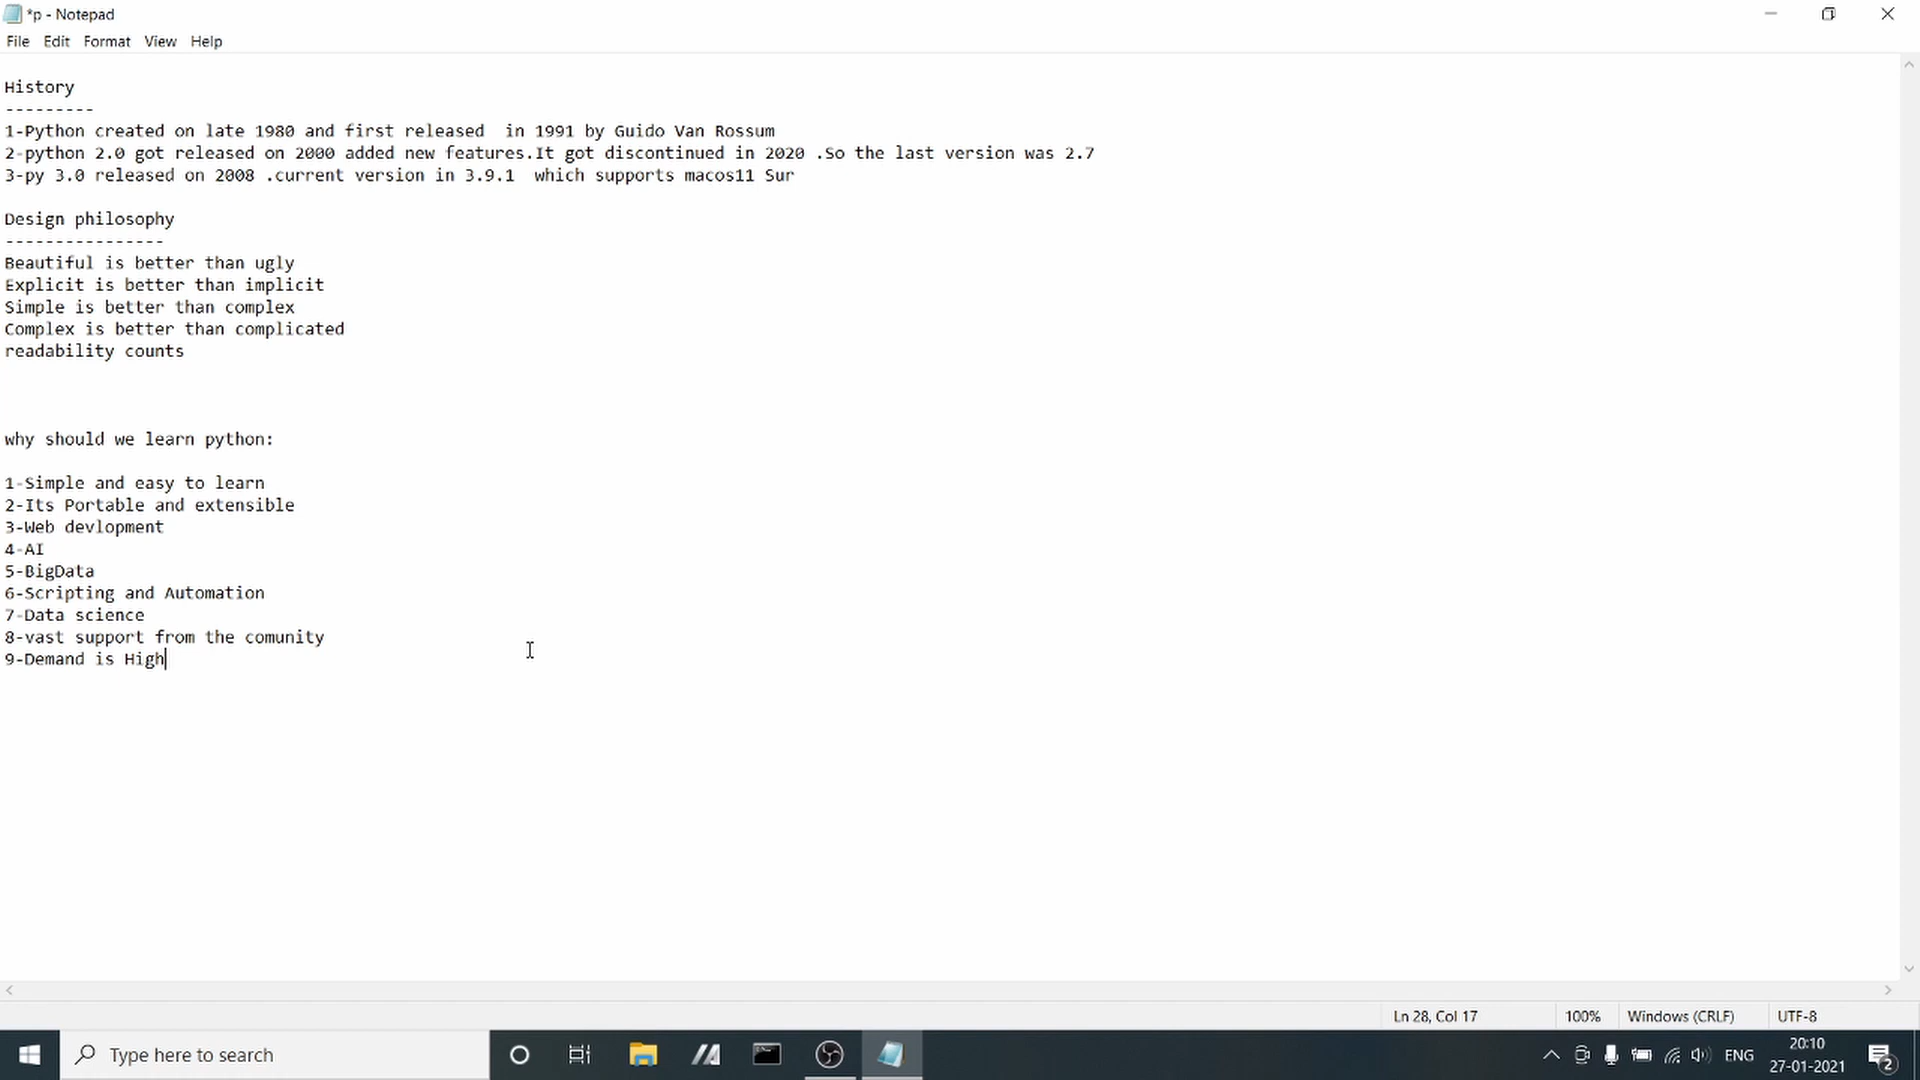 *p - Notepad
File Edit Format View Help
History
---------
1-Python created on late 1980 and first released  in 1991 by Guido Van Rossum
2-python 2.0 got released on 2000 added new features.It got discontinued in 2020 .So the last version was 2.7
3-py 3.0 released on 2008 .current version in 3.9.1  which supports macos11 Sur
Design philosophy
----------------
Beautiful is better than ugly
Explicit is better than implicit
Simple is better than complex
Complex is better than complicated
readability counts
why should we learn python:
1-Simple and easy to learn
2-Its Portable and extensible
3-Web devlopment
4-AI
5-BigData
6-Scripting and Automation
7-Data science
8-vast support from the comunity
9-Demand is High
Ln 28, Col 17 100% Windows (CRLF) UTF-8
Type here to search ENG 20:10
27-01-2021 2